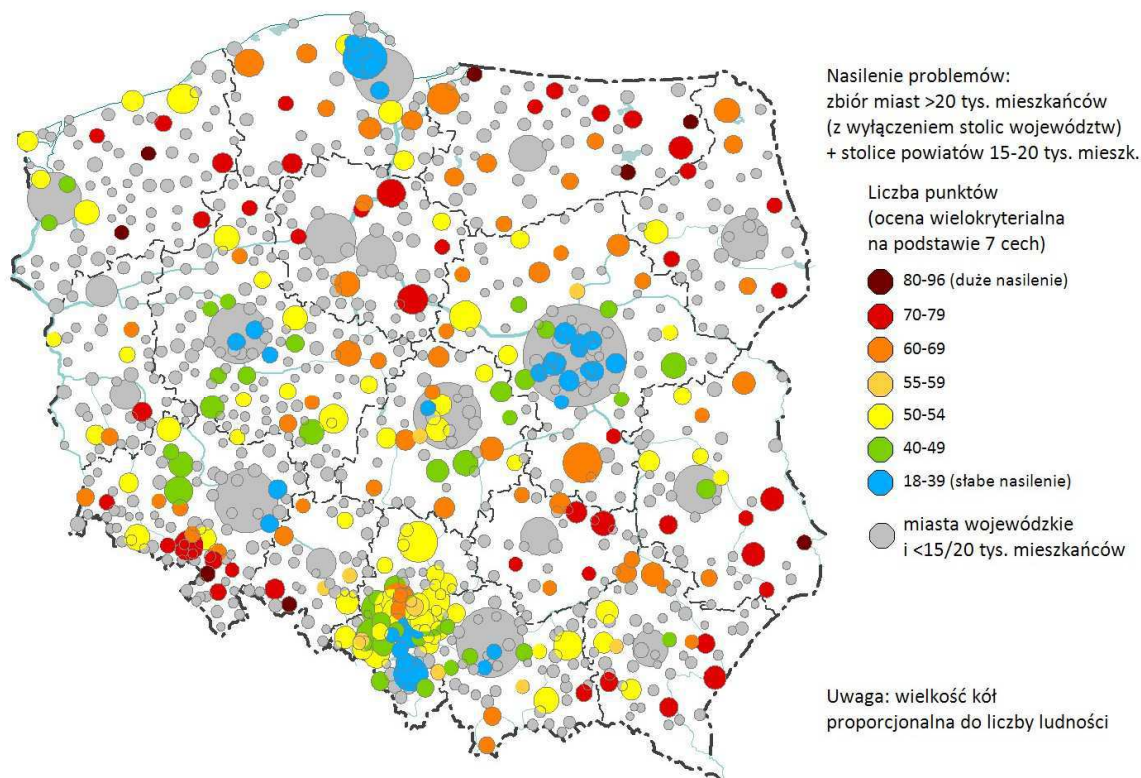 Nasilenie problemów:
zbiór miast >20 tys. mieszkańców
(z wyłączeniem stolic województw)
+ stolice powiatów 15-20 tys. mieszk.
Liczba punktów
(ocena wielokryterialna
na podstawie 7 cech)
80-96 (duże nasilenie)
70-79
60-69
55-59
50-54
40-49
18-39 (słabe nasilenie)
miasta wojewódzkie
i <15/20 tys. mieszkańców
Uwaga: wielkość kół
proporcjonalna do liczby ludności